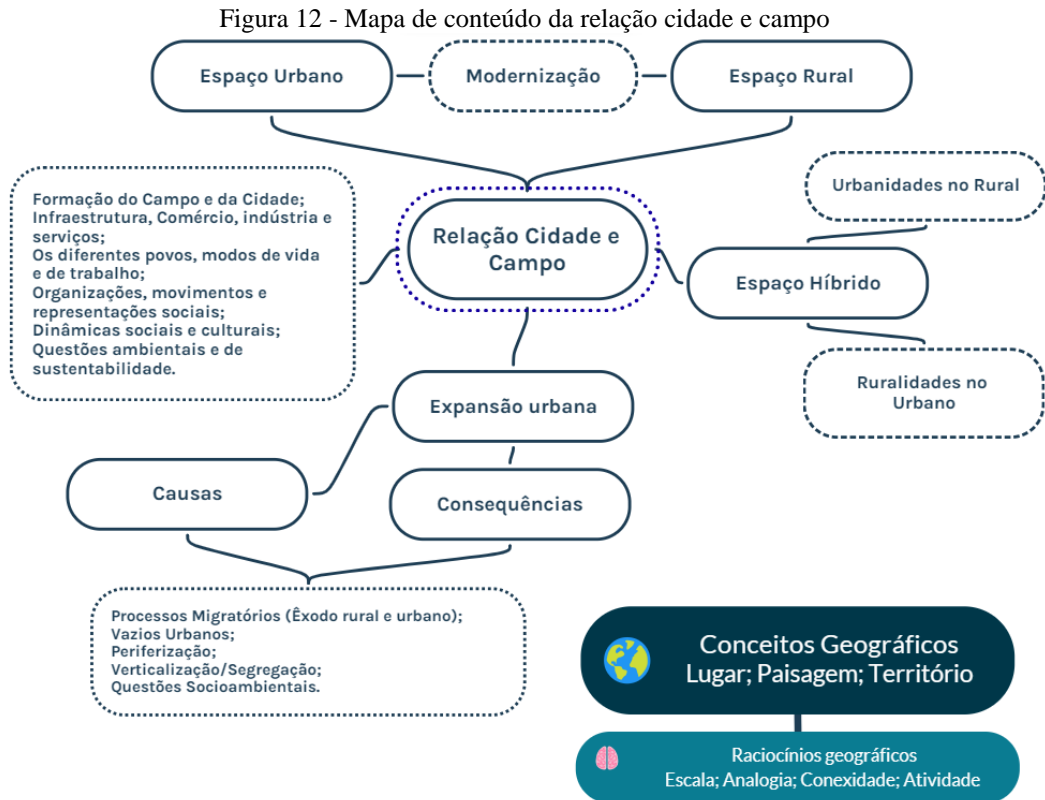 Figura 12 - Mapa de conteúdo da relação cidade e campo
Espaço Urbano
Modernização
Espaço Rural
Formação do Campo e da Cidade;
Infraestrutura, Comércio, indústria e
serviços;
Os diferentes povos, modos de vida
e de trabalho;
Organizações, movimentos e
representações sociais;
Dinâmicas sociais e culturais;
Questões ambientais e de
sustentabilidade.
Relação Cidade e
Campo
Urbanidades no Rural
Espaço Híbrido
Ruralidades no
Urbano
Expansão urbana
Causas
Consequências
Processos Migratórios (Êxodo rural e urbano);
Vazios Urbanos;
Periferização;
Verticalização/Segregação;
Questões Socioambientais.
Conceitos Geográficos
Lugar; Paisagem; Território
Raciocínios geográficos
Escala; Analogia; Conexidade; Atividade